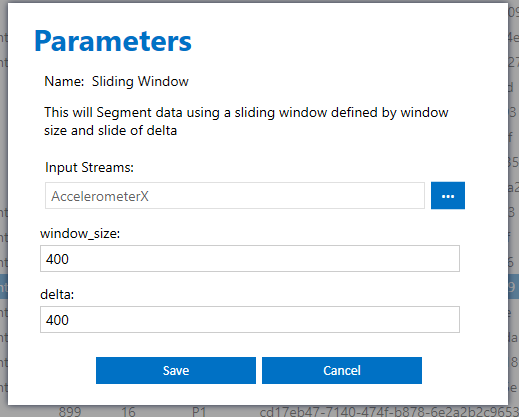 Parameters
Name: Sliding Window
This will Segment data using a sliding window defined by window
size and slide of delta
Input Streams:
AccelerometerX
...
window_size:
400
delta:
400
Save Cancel
899 16 P1 cd17eb47-7140-474f-b878-6e2a2b2c9655